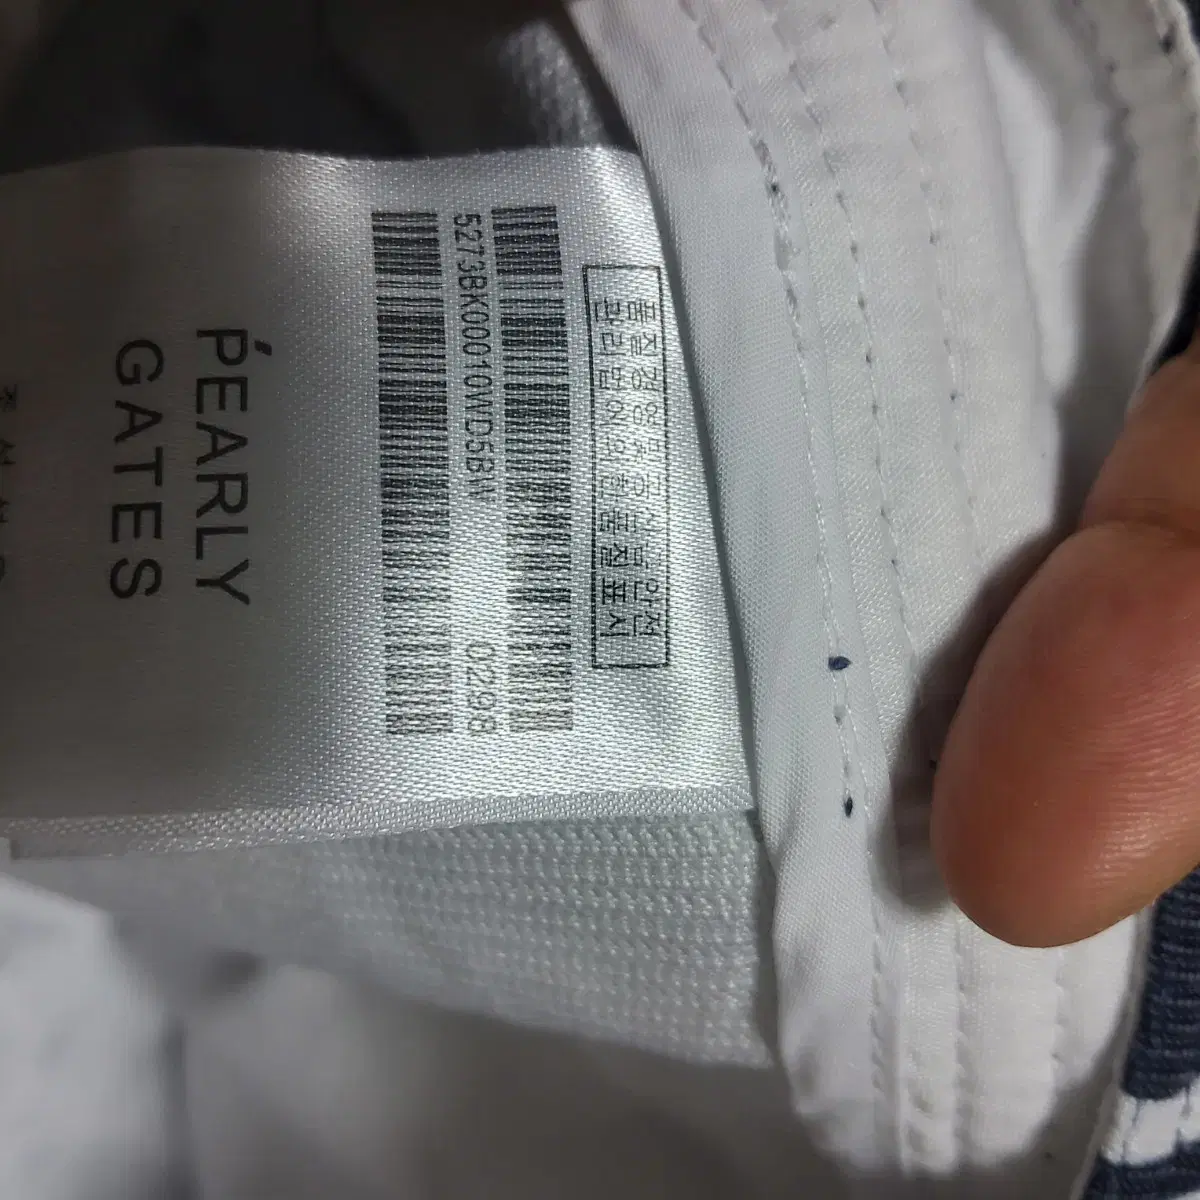 품질경영및공산품안전
관리법에의한품질표시
5273BK00010WD5BW 0298
PEARLY
GATES